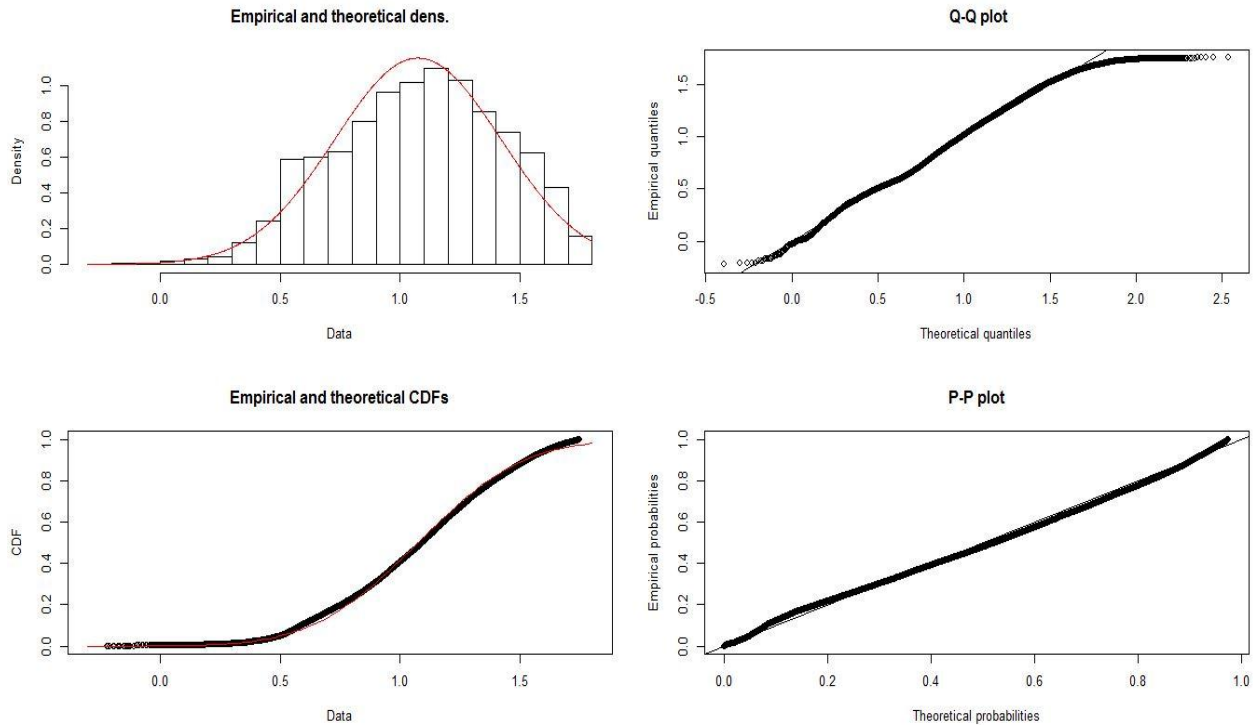 Empirical and theoretical dens.
Density
0.0 0.2 0.4 0.6 0.8 1.0
0.0 0.5 1.0 1.5
Data
Q-Q plot
Empirical quantiles
0.0 0.5 1.0 1.5
-0.5 0.0 0.5 1.0 1.5 2.0 2.5
Theoretical quantiles
Empirical and theoretical CDFs
CDF
0.0 0.2 0.4 0.6 0.8 1.0
0.0 0.5 1.0 1.5
Data
P-P plot
Empirical probabilities
0.0 0.2 0.4 0.6 0.8 1.0
0.0 0.2 0.4 0.6 0.8 1.0
Theoretical probabilities